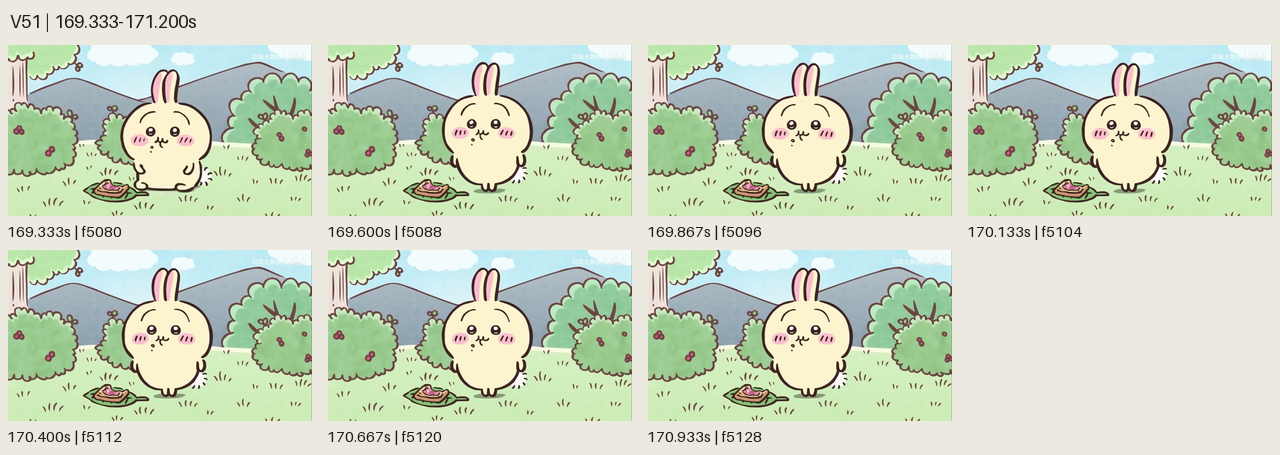 V51 | 169.333-171.200s
169.333s | f5080
169.600s | f5088
169.867s | f5096
170.133s | f5104
170.400s | f5112
170.667s | f5120
170.933s | f5128